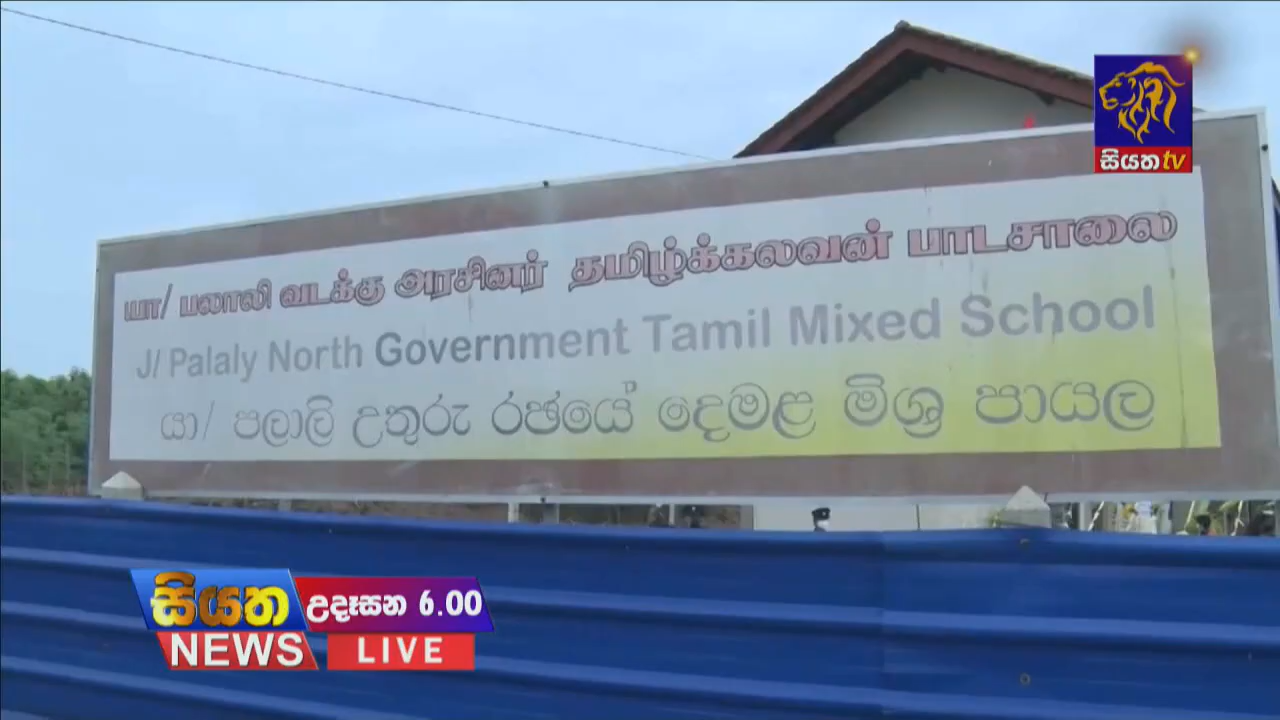 සියත tv
யா/ பலாலி வடக்கு அரசினர் தமிழ்க்கலவன் பாடசாலை
J/ Palaly North Government Tamil Mixed School
යා/ පලාලි උතුරු රජයේ දෙමළ මිශ්‍ර පායල
සියත උදෑසන 6.00
NEWS LIVE